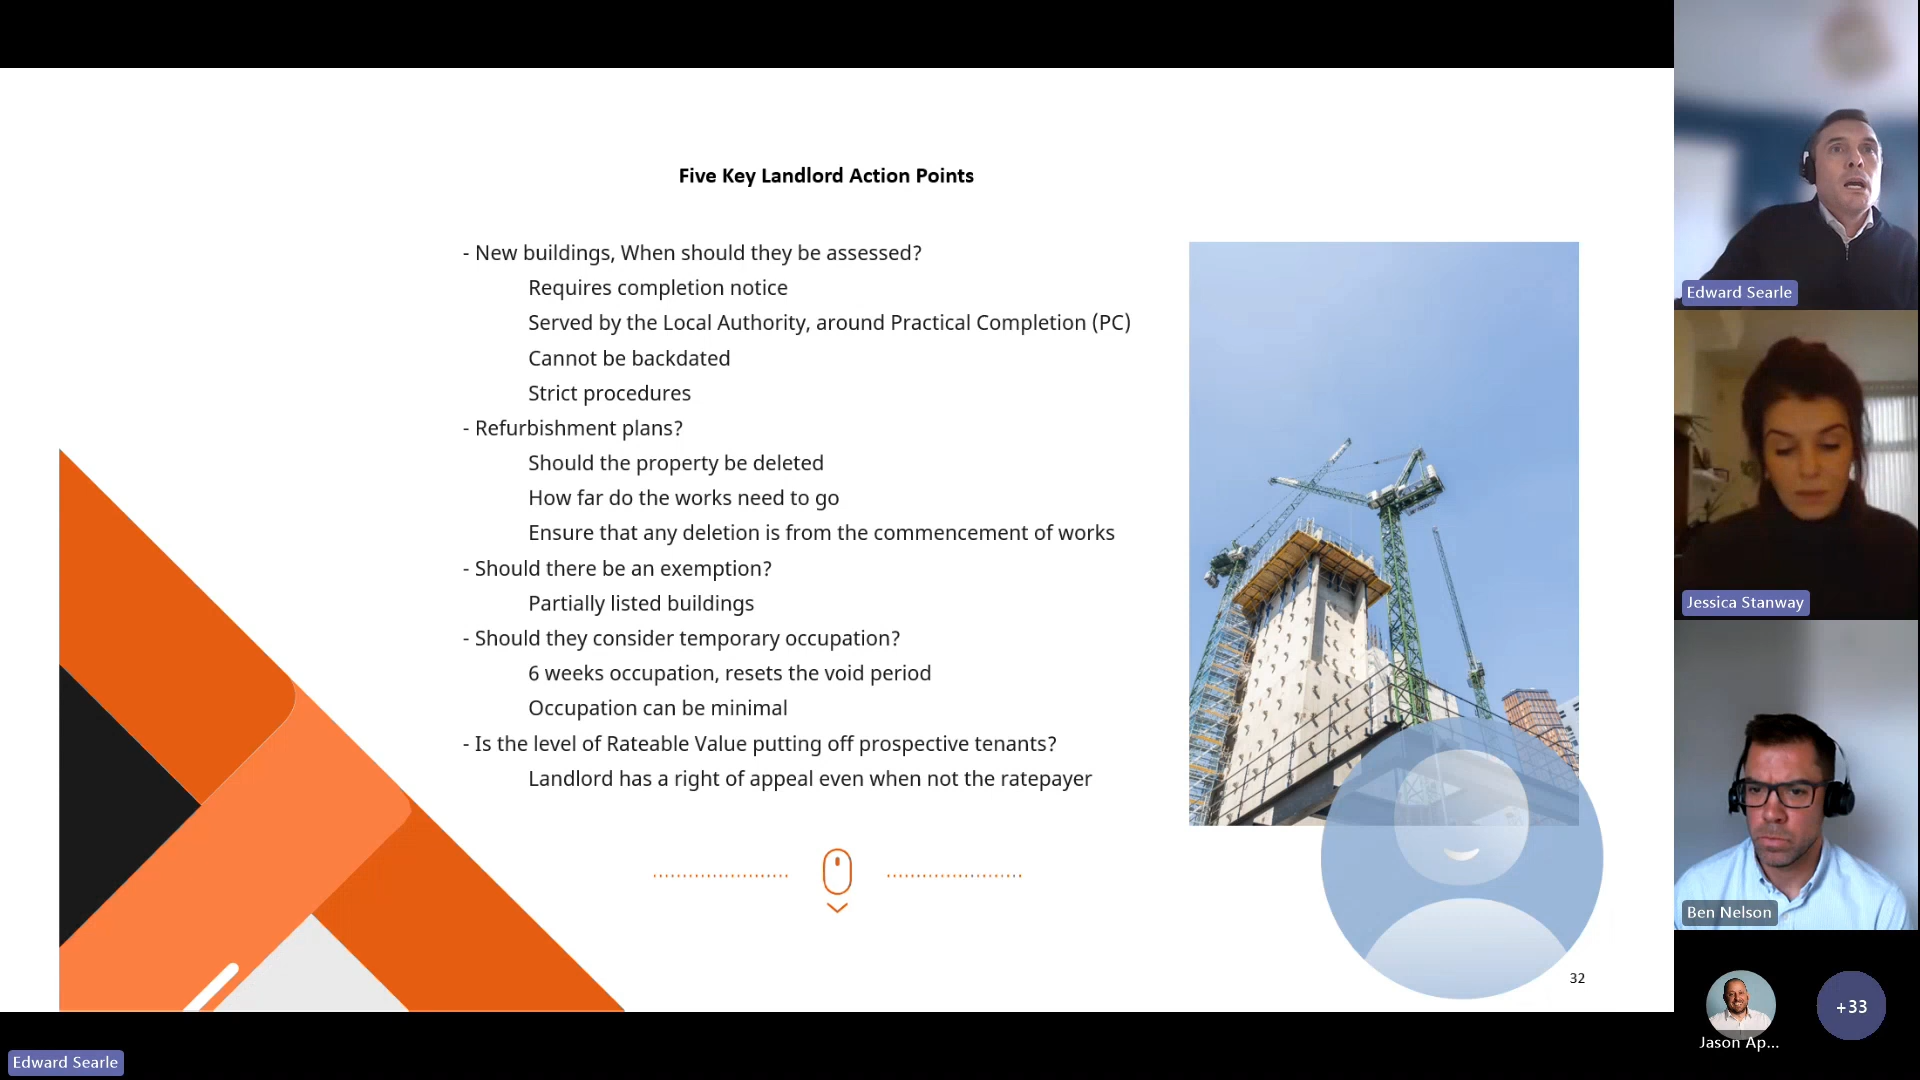 Five Key Landlord Action Points
- New buildings, When should they be assessed?
Requires completion notice
Served by the Local Authority, around Practical Completion (PC)
Cannot be backdated
Strict procedures
- Refurbishment plans?
Should the property be deleted
How far do the works need to go
Ensure that any deletion is from the commencement of works
- Should there be an exemption?
Partially listed buildings
- Should they consider temporary occupation?
6 weeks occupation, resets the void period
Occupation can be minimal
- Is the level of Rateable Value putting off prospective tenants?
Landlord has a right of appeal even when not the ratepayer
32
Edward Searle
Jessica Stanway
Ben Nelson
Jason Ap...
+33
Edward Searle